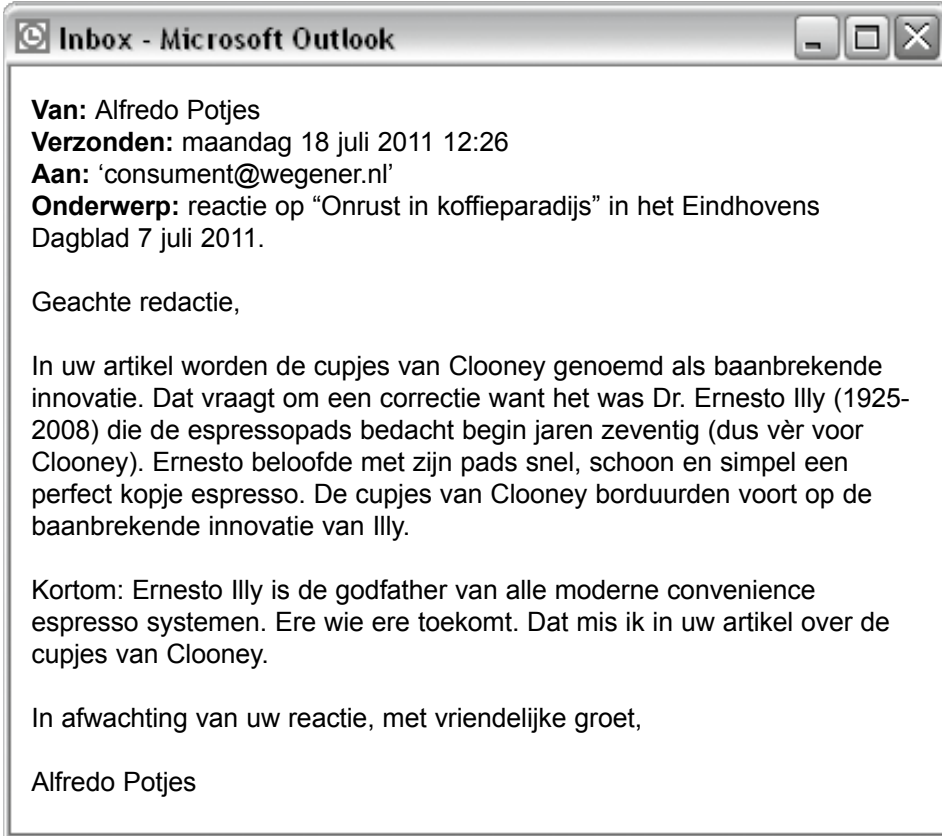 Inbox - Microsoft Outlook
Van: Alfredo Potjes
Verzonden: maandag 18 juli 2011 12:26
Aan: ‘consument@wegener.nl’
Onderwerp: reactie op “Onrust in koffieparadijs” in het Eindhovens
Dagblad 7 juli 2011.
Geachte redactie,
In uw artikel worden de cupjes van Clooney genoemd als baanbrekende
innovatie. Dat vraagt om een correctie want het was Dr. Ernesto Illy (1925-
2008) die de espressopads bedacht begin jaren zeventig (dus vèr voor
Clooney). Ernesto beloofde met zijn pads snel, schoon en simpel een
perfect kopje espresso. De cupjes van Clooney borduurden voort op de
baanbrekende innovatie van Illy.
Kortom: Ernesto Illy is de godfather van alle moderne convenience
espresso systemen. Ere wie ere toekomt. Dat mis ik in uw artikel over de
cupjes van Clooney.
In afwachting van uw reactie, met vriendelijke groet,
Alfredo Potjes